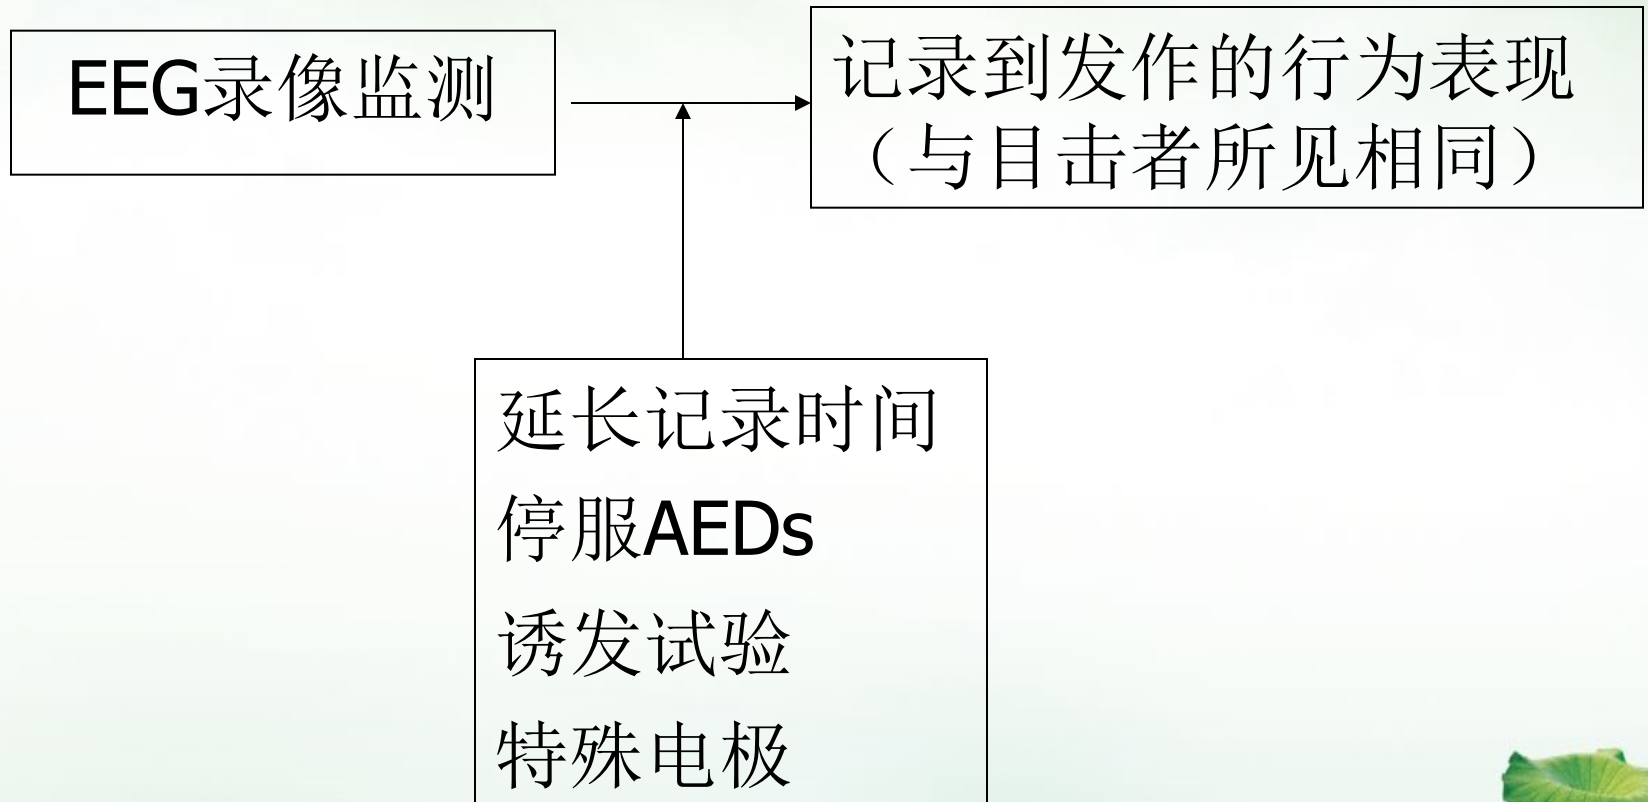 EEG录像监测
记录到发作的行为表现
（与目击者所见相同）
延长记录时间
停服AEDs
诱发试验
特殊电极